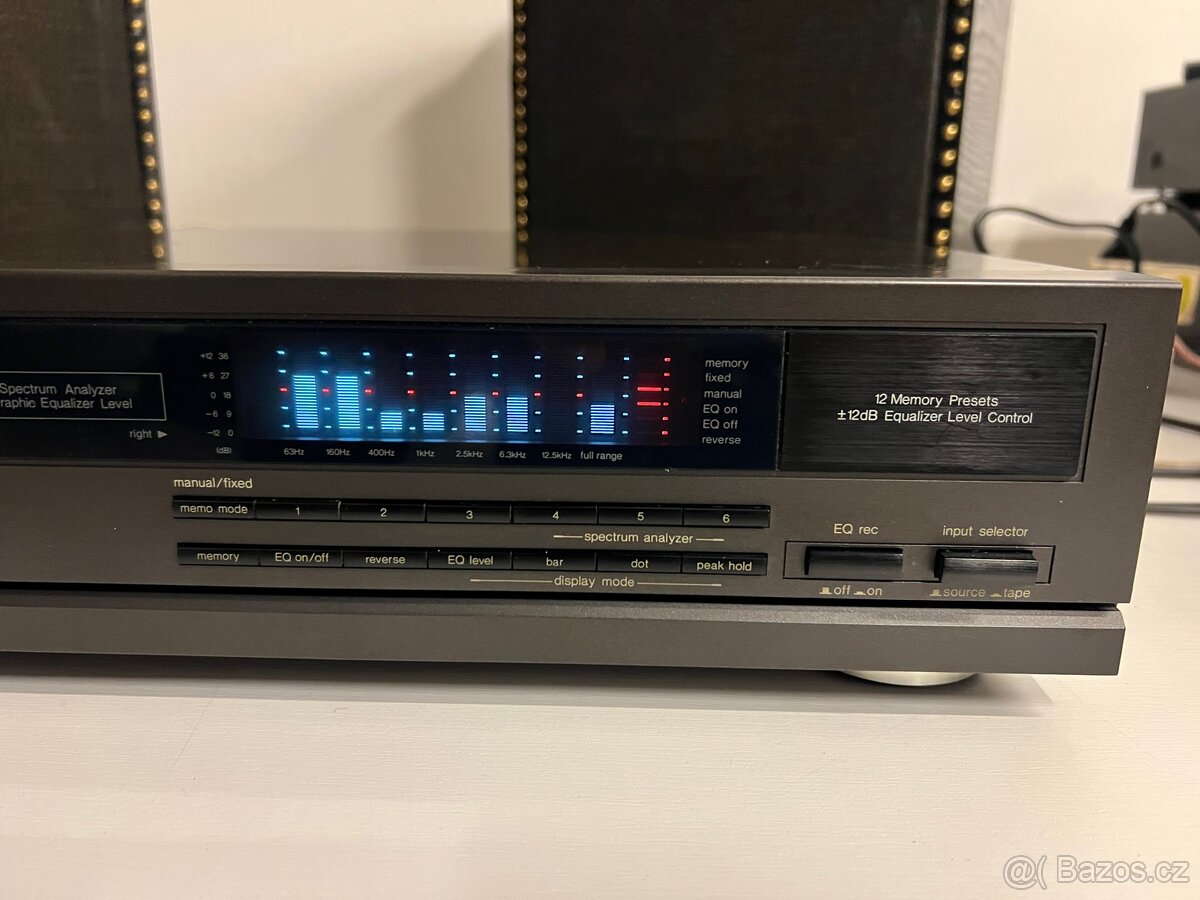 Spectrum Analyzer
raphic Equalizer Level
right ▶
+12 36
+6 27
0 18
-6 9
-12 0
(dB)
63Hz 160Hz 400Hz 1kHz 2.5kHz 6.3kHz 12.5kHz full range
memory
fixed
manual
EQ on
EQ off
reverse
12 Memory Presets
±12dB Equalizer Level Control
manual/fixed
memo mode 1 2 3 4 5 6
spectrum analyzer
memory EQ on/off reverse EQ level bar dot peak hold
display mode
EQ rec
off on
input selector
source tape
@( Bazos.cz